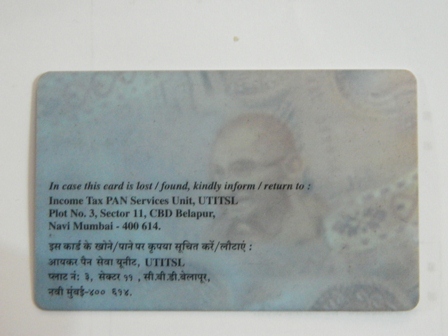 In case this card is lost / found, kindly inform / return to :
Income Tax PAN Services Unit, UTITSL
Plot No. 3, Sector 11, CBD Belapur,
Navi Mumbai - 400 614.
इस कार्ड के खोने/पाने पर कृपया सूचित करें/लौटाएं :
आयकर पैन सेवा यूनीट, UTITSL
प्लाट नं: ३, सेक्टर ११ , सी.बी.डी.बेलापूर,
नवी मुंबई-४०० ६१४.